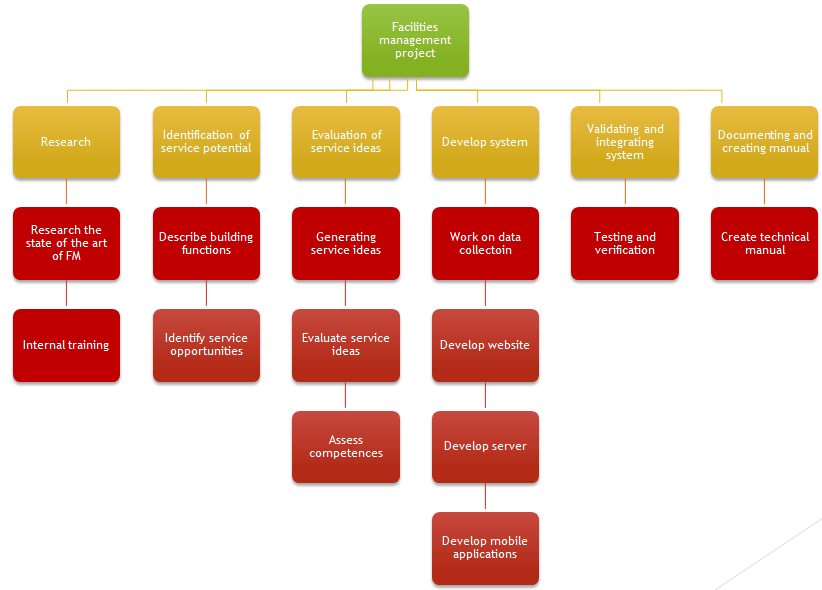 Facilities
management
project
Research
Identification of
service potential
Evaluation of
service ideas
Develop system
Validating and
integrating
system
Documenting and
creating manual
Research the
state of the art
of FM
Describe building
functions
Generating
service ideas
Work on data
collectoin
Testing and
verification
Create technical
manual
Internal training
Identify service
opportunities
Evaluate service
ideas
Develop website
Assess
competences
Develop server
Develop mobile
applications